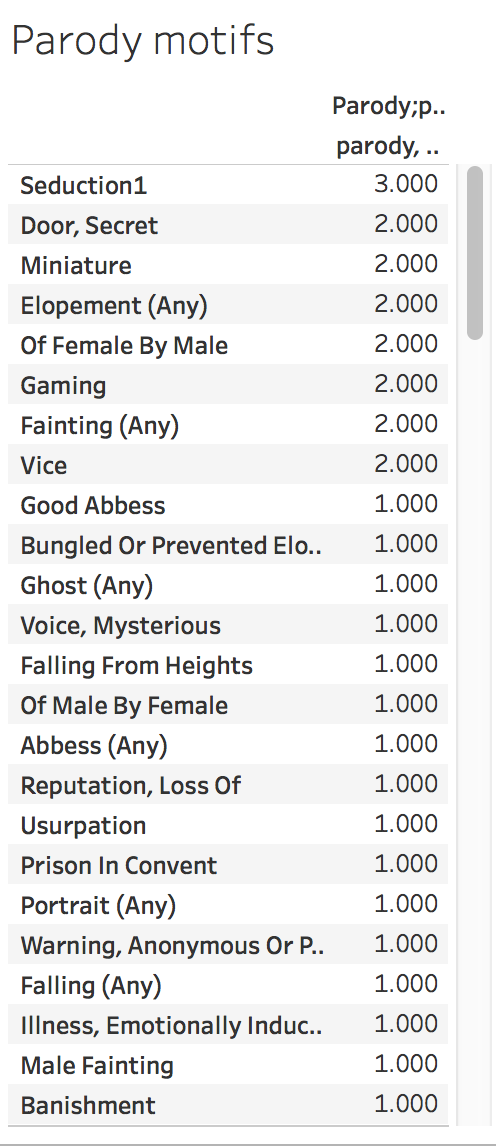 Parody motifs
Parody;p..
parody, ..
Seduction1 3.000
Door, Secret 2.000
Miniature 2.000
Elopement (Any) 2.000
Of Female By Male 2.000
Gaming 2.000
Fainting (Any) 2.000
Vice 2.000
Good Abbess 1.000
Bungled Or Prevented Elo.. 1.000
Ghost (Any) 1.000
Voice, Mysterious 1.000
Falling From Heights 1.000
Of Male By Female 1.000
Abbess (Any) 1.000
Reputation, Loss Of 1.000
Usurpation 1.000
Prison In Convent 1.000
Portrait (Any) 1.000
Warning, Anonymous Or P.. 1.000
Falling (Any) 1.000
Illness, Emotionally Induc.. 1.000
Male Fainting 1.000
Banishment 1.000